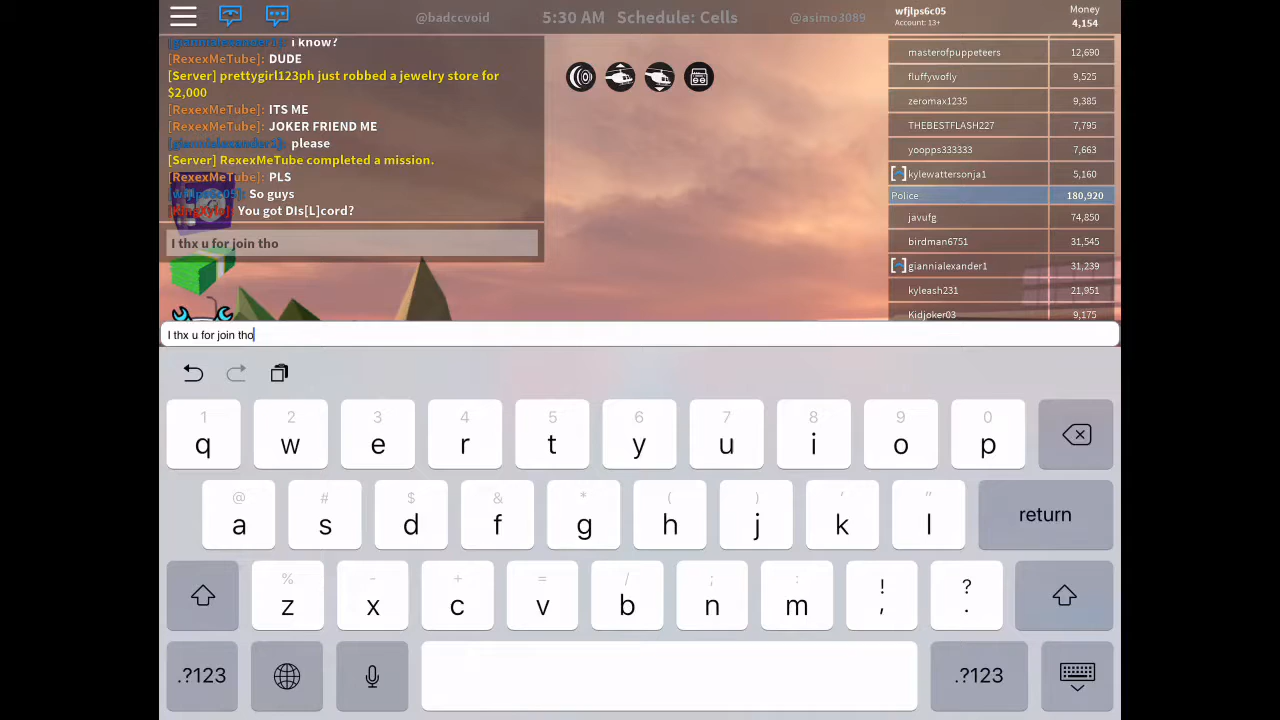 @badccvoid 5:30 AM Schedule: Cells @asimo3089 wfjlps6c05 Money
Account: 13+ 4,154
[giannialexander1]: i know?
[RexexMeTube]: DUDE
[Server] prettygirl123ph just robbed a jewelry store for
$2,000
[RexexMeTube]: ITS ME
[RexexMeTube]: JOKER FRIEND ME
[giannialexander1]: please
[Server] RexexMeTube completed a mission.
[RexexMeTube]: PLS
[wfjlps6c05]: So guys
You got DIs[L]cord?
I thx u for join tho
masterofpuppeteers 12,690
fluffywofly 9,525
zeromax1235 9,385
THEBESTFLASH227 7,795
yoopps333333 7,663
kylewattersonja1 5,160
Police 180,920
javufg 74,850
birdman6751 31,545
giannialexander1 31,239
kyleash231 21,951
Kidjoker03 9,175
I thx u for join tho
1 2 3 4 5 6 7 8 9 0
q w e r t y u i o p
@ # $ & * ( ) ' "
a s d f g h j k l return
% - + = / ; : ! ?
z x c v b n m , .
.?123 .?123